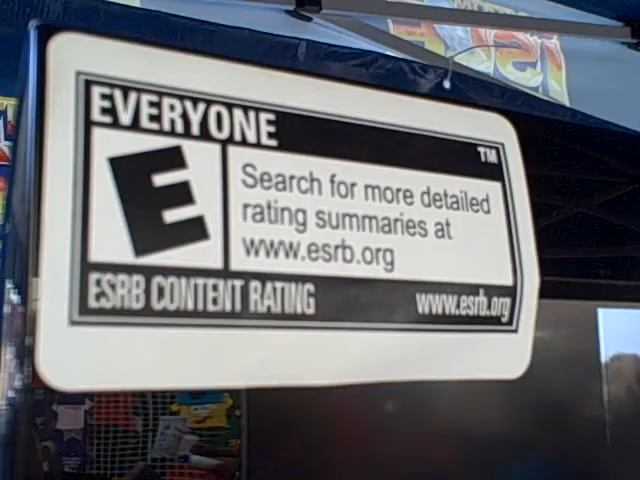 EVERYONE
TM
E
Search for more detailed
rating summaries at
www.esrb.org
ESRB CONTENT RATING
www.esrb.org